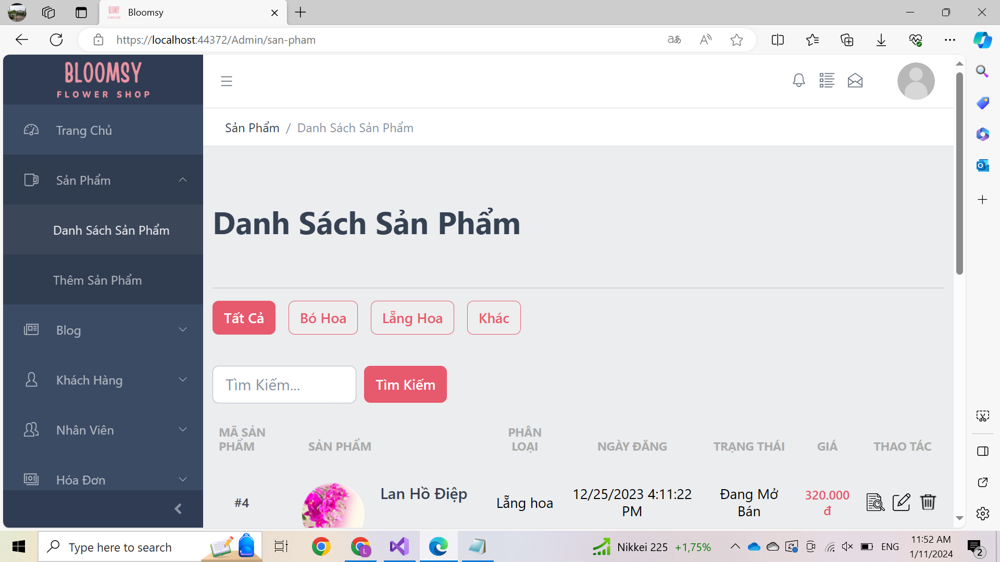 Bloomsy
https://localhost:44372/Admin/san-pham
BLOOMSY
FLOWER SHOP
Trang Chủ
Sản Phẩm
Danh Sách Sản Phẩm
Thêm Sản Phẩm
Blog
Khách Hàng
Nhân Viên
Hóa Đơn
Sản Phẩm / Danh Sách Sản Phẩm
Danh Sách Sản Phẩm
Tất Cả
Bó Hoa
Lẵng Hoa
Khác
Tìm Kiếm...
Tìm Kiếm
MÃ SẢN
PHẨM
SẢN PHẨM
PHÂN
LOẠI
NGÀY ĐĂNG
TRẠNG THÁI
GIÁ
THAO TÁC
#4
Lan Hồ Điệp
Lẵng hoa
12/25/2023 4:11:22
PM
Đang Mở
Bán
320.000
đ
Type here to search
Nikkei 225 +1,75%
ENG
11:52 AM
1/11/2024
2